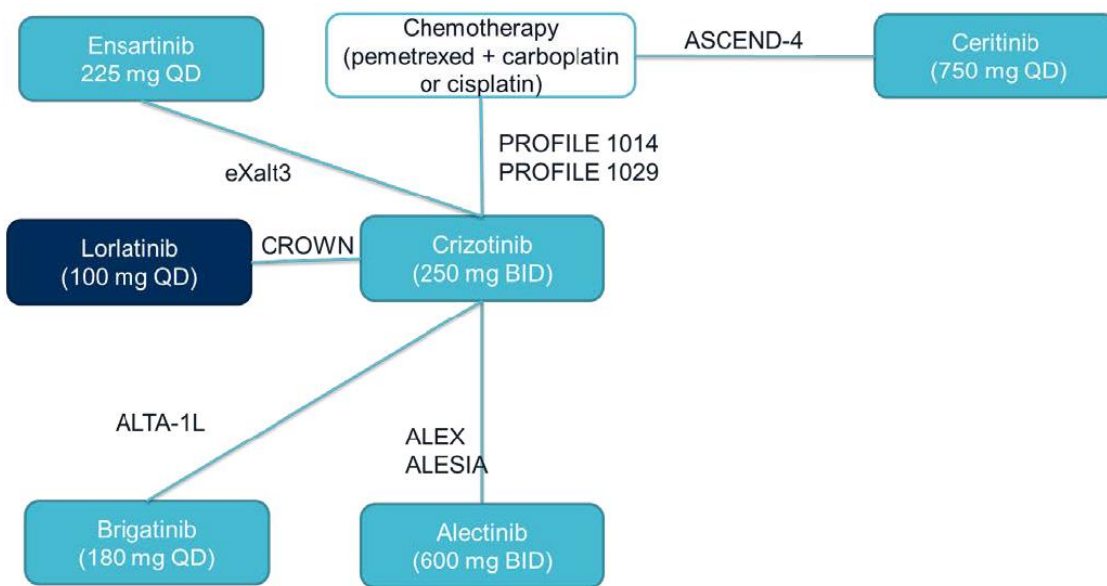 Ensartinib
225 mg QD
Chemotherapy
(pemetrexed + carboplatin
or cisplatin)
ASCEND-4
Ceritinib
(750 mg QD)
eXalt3
PROFILE 1014
PROFILE 1029
Lorlatinib
(100 mg QD)
CROWN
Crizotinib
(250 mg BID)
ALTA-1L
ALEX
ALESIA
Brigatinib
(180 mg QD)
Alectinib
(600 mg BID)